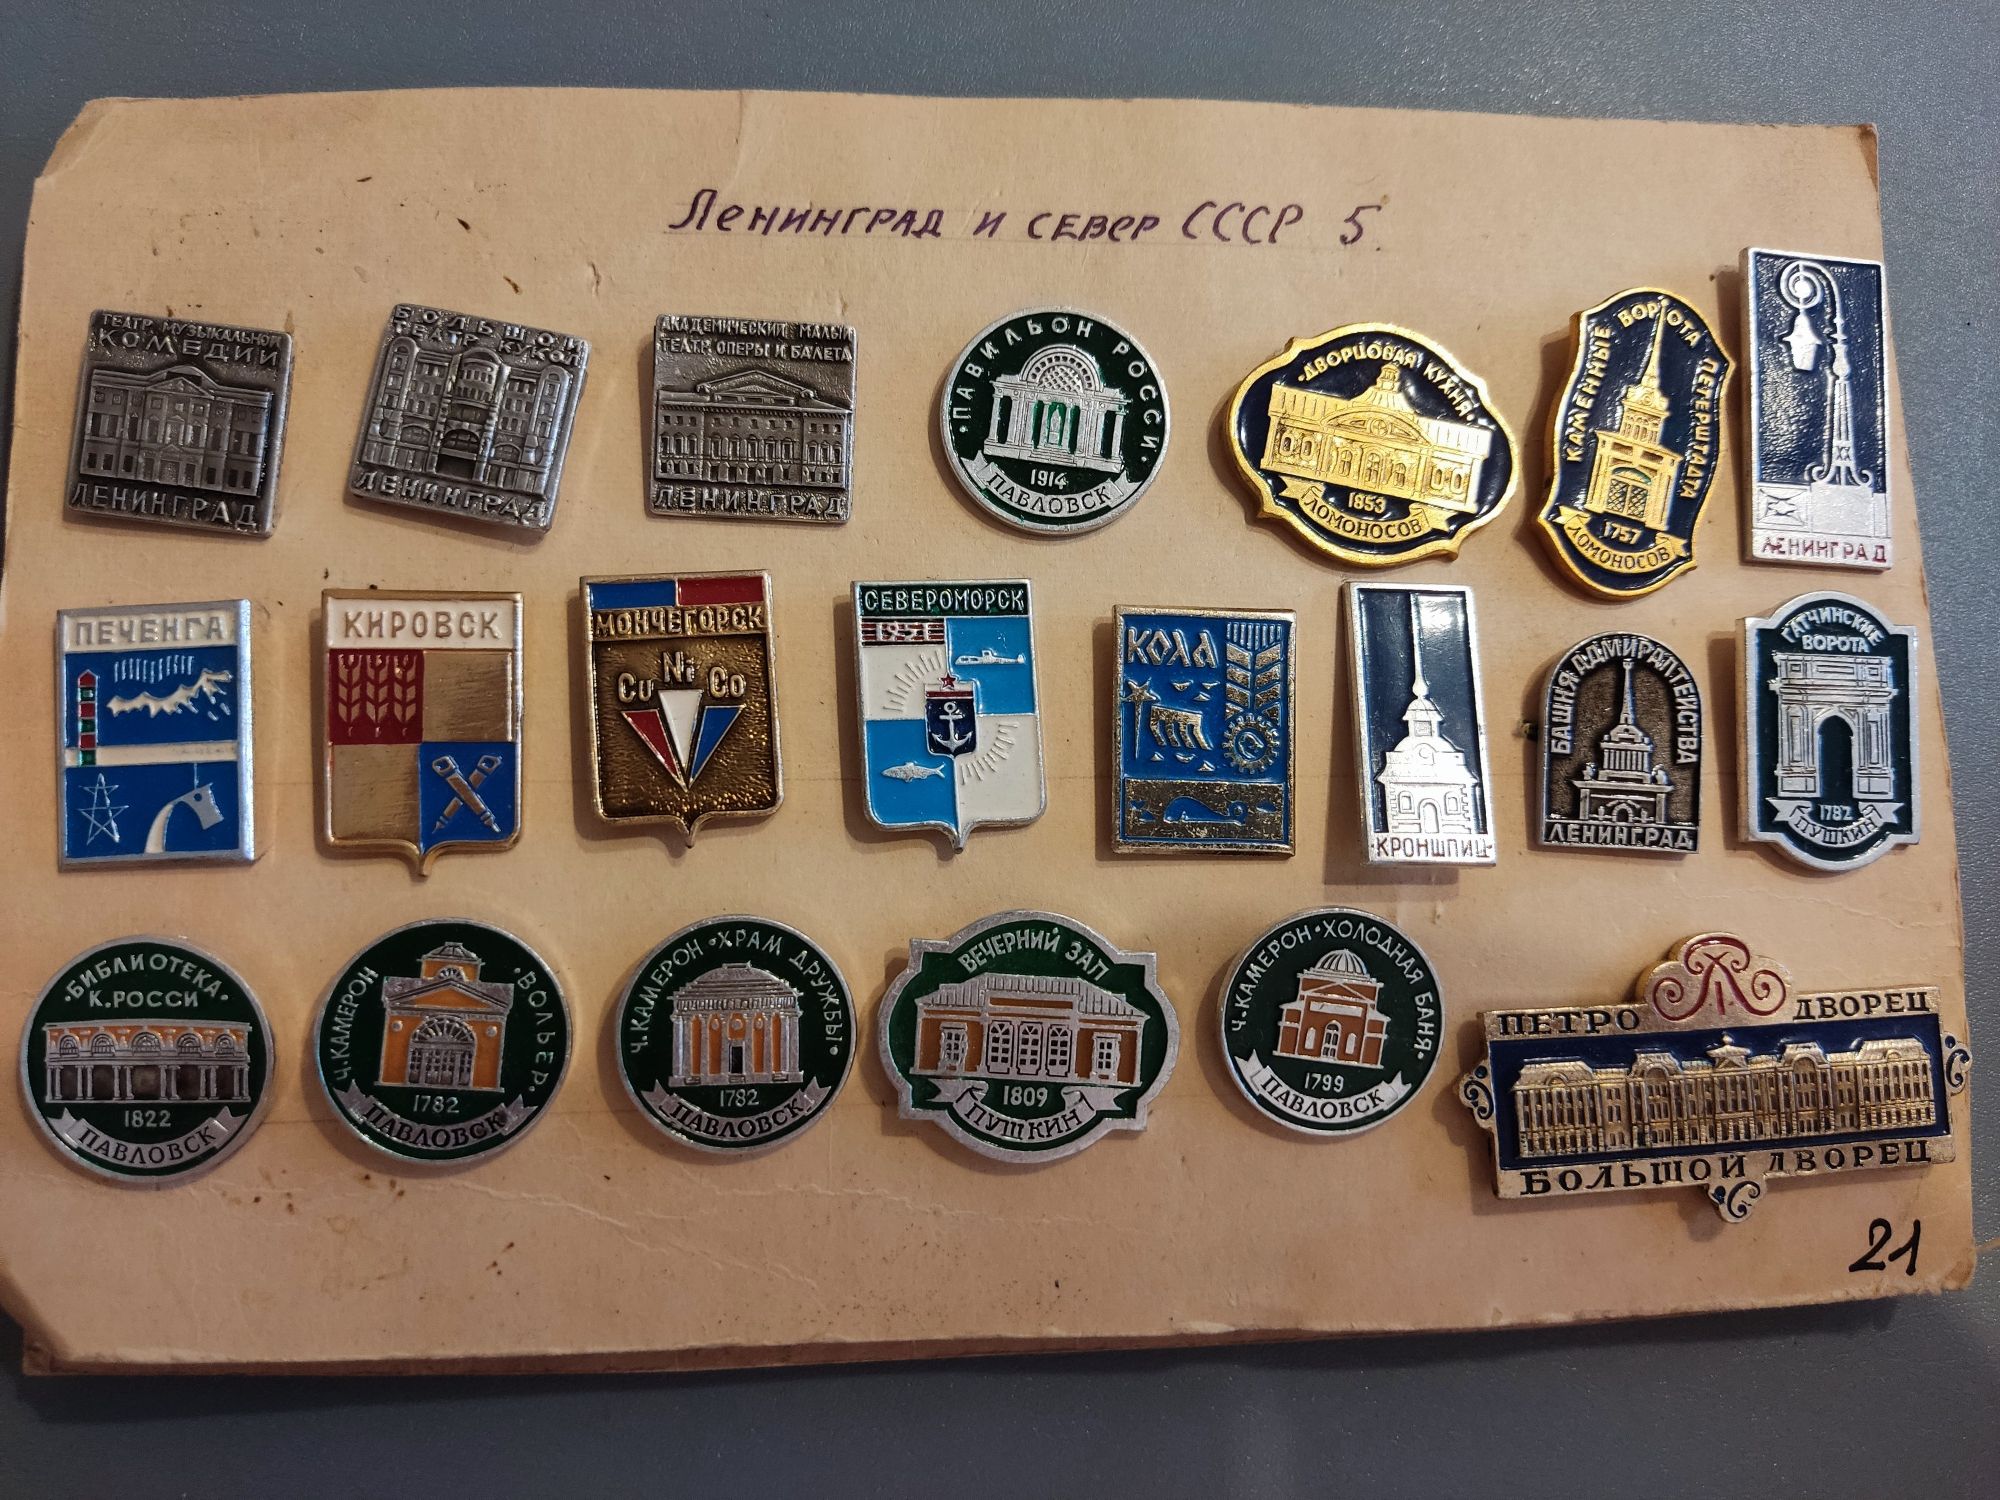 Ленинград и север СССР 5.
ТЕАТР МУЗЫКАЛЬНОЙ
КОМЕДИИ
ЛЕНИНГРАД
БОЛЬШОЙ
ТЕАТР КУКОЛ
ЛЕНИНГРАД
АКАДЕМИЧЕСКИЙ МАЛЫЙ
ТЕАТР ОПЕРЫ И БАЛЕТА
ЛЕНИНГРАД
·ПАВИЛЬОН РОССИ·
1914
ПАВЛОВСК
·ДВОРЦОВАЯ КУХНЯ·
1853
ЛОМОНОСОВ
КАМЕННЫЕ ВОРОТА ПЕТЕРШТАДТА
1757
ЛОМОНОСОВ
ЛЕНИНГРАД
ПЕЧЕНГА
КИРОВСК
МОНЧЕГОРСК
Cu Ni Co
СЕВЕРОМОРСК
1951
КОЛА
КРОНШПИЦ
БАШНЯ АДМИРАЛТЕЙСТВА
ЛЕНИНГРАД
ГАТЧИНСКИЕ
ВОРОТА
1782
ПУШКИН
·БИБЛИОТЕКА·
К.РОССИ
1822
ПАВЛОВСК
Ч.КАМЕРОН ·ВОЛЬЕР·
1782
ПАВЛОВСК
Ч.КАМЕРОН ·ХРАМ ДРУЖБЫ·
1782
ПАВЛОВСК
ВЕЧЕРНИЙ ЗАЛ
1809
ПУШКИН
Ч.КАМЕРОН·ХОЛОДНАЯ БАНЯ·
1799
ПАВЛОВСК
ПЕТРО ДВОРЕЦ
БОЛЬШОЙ ДВОРЕЦ
21